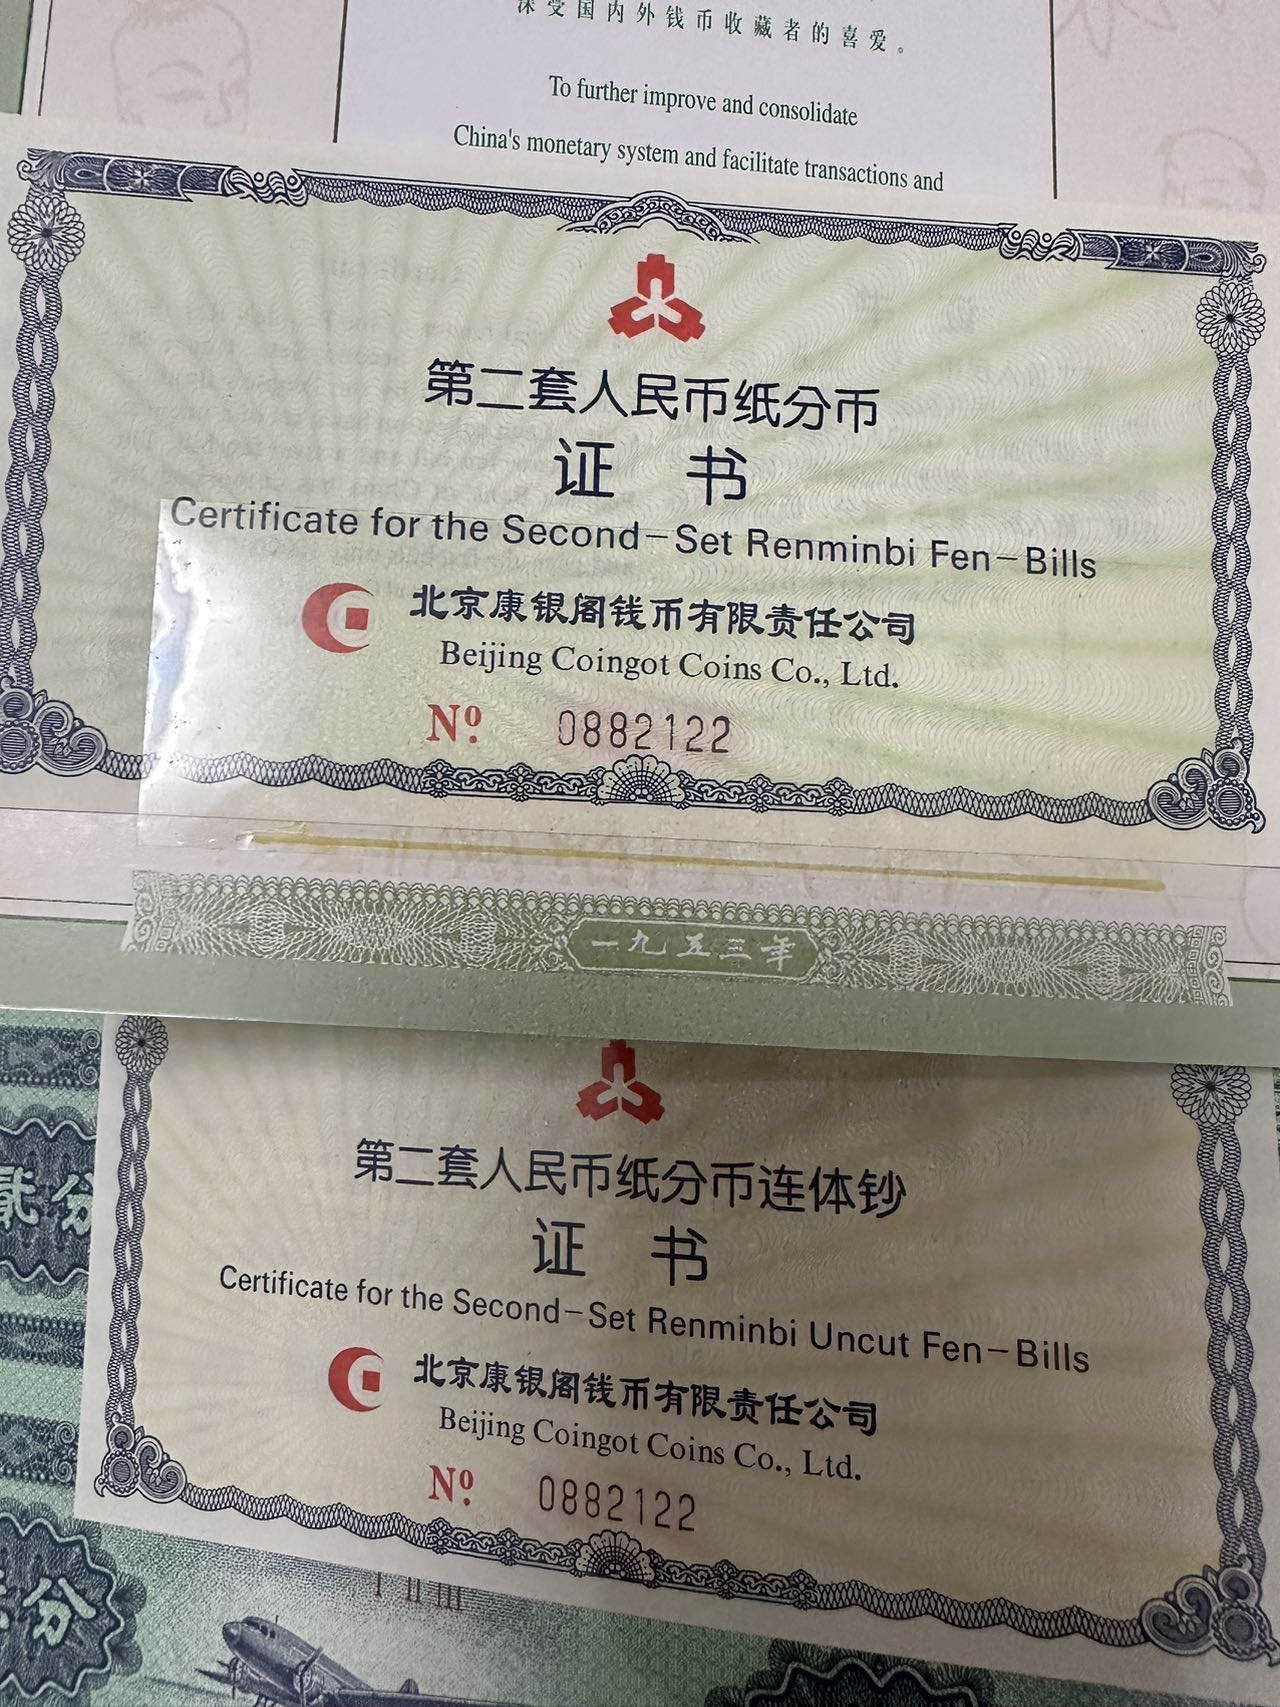 深受国内外钱币收藏者的喜爱。
To further improve and consolidate
China's monetary system and facilitate transactions and
第二套人民币纸分币
证 书
Certificate for the Second-Set Renminbi Fen-Bills
北京康银阁钱币有限责任公司
Beijing Coingot Coins Co., Ltd.
Nº 0882122
一九五三年
第二套人民币纸分币连体钞
证 书
Certificate for the Second-Set Renminbi Uncut Fen-Bills
北京康银阁钱币有限责任公司
Beijing Coingot Coins Co., Ltd.
Nº 0882122
贰分
I II III
分